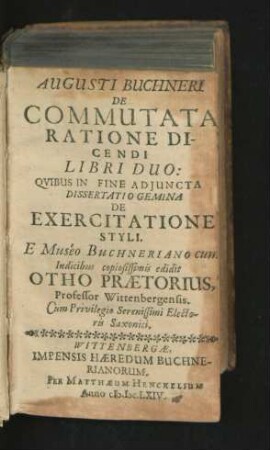 AUGUSTI BUCHNERI
DE
COMMUTATA
RATIONE DI-
CENDI
LIBRI DUO:
QVIBUS IN FINE ADJUNCTA
DISSERTATIO GEMINA
DE
EXERCITATIONE
STYLI.
E Museo BUCHNERIANO cum
Indicibus copiosissimis edidit
OTHO PRÆTORIUS,
Professor Wittenbergensis.
Cum Privilegio Serenissimi Electo-
ris Saxonici.
WITTENBERGÆ,
IMPENSIS HÆREDUM BUCHNE-
RIANORUM,
PER MATTHÆUM HENCKELIUM
Anno cIɔ.Iɔc.LXIV.